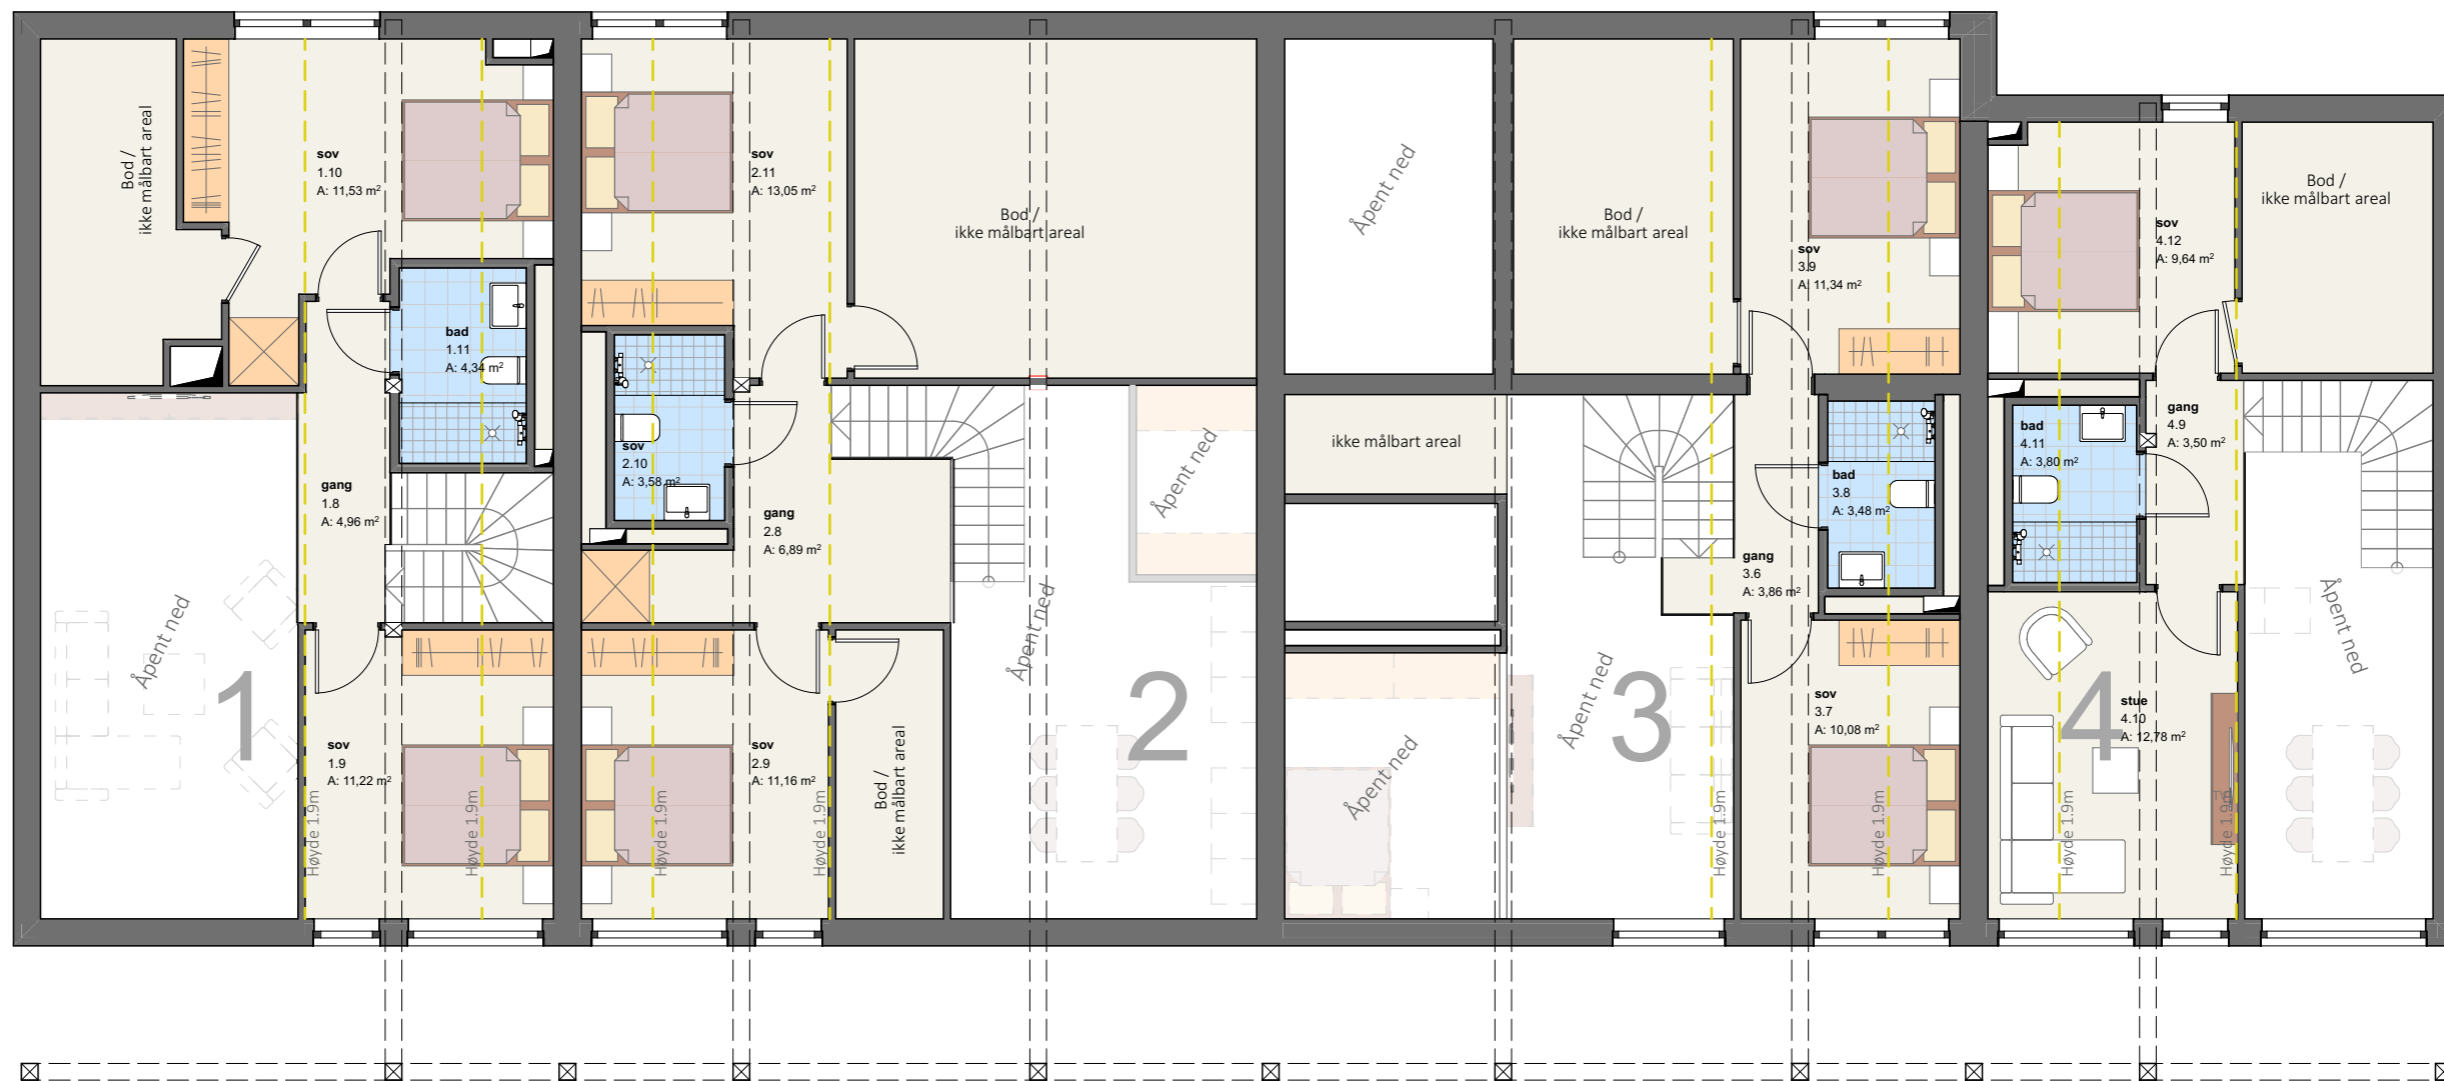 Bod /
ikke målbart areal
sov
1.10
A: 11,53 m²
bad
1.11
A: 4,34 m²
gang
1.8
A: 4,96 m²
Åpent ned
1
sov
1.9
A: 11,22 m²
Høyde 1.9m
Høyde 1.9m
sov
2.11
A: 13,05 m²
Bod /
ikke målbart areal
sov
2.10
A: 3,58 m²
gang
2.8
A: 6,89 m²
Åpent ned
Åpent ned
2
sov
2.9
A: 11,16 m²
Bod /
ikke målbart areal
Høyde 1.9m
Høyde 1.9m
Åpent ned
Bod /
ikke målbart areal
sov
3.9
A: 11,34 m²
ikke målbart areal
bad
3.8
A: 3,48 m²
gang
3.6
A: 3,86 m²
Åpent ned
3
Åpent ned
sov
3.7
A: 10,08 m²
Høyde 1.9m
Høyde 1.9m
sov
4.12
A: 9,64 m²
Bod /
ikke målbart areal
gang
4.9
A: 3,50 m²
bad
4.11
A: 3,80 m²
Åpent ned
4
stue
4.10
A: 12,78 m²
Høyde 1.9m
Høyde 1.9m